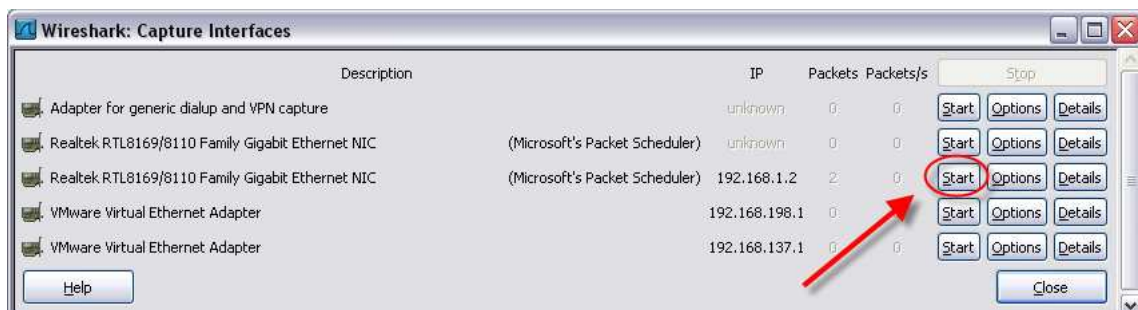 Wireshark: Capture Interfaces
Description IP Packets Packets/s Stop
Adapter for generic dialup and VPN capture unknown 0 0 Start Options Details
Realtek RTL8169/8110 Family Gigabit Ethernet NIC (Microsoft's Packet Scheduler) unknown 0 0 Start Options Details
Realtek RTL8169/8110 Family Gigabit Ethernet NIC (Microsoft's Packet Scheduler) 192.168.1.2 2 0 Start Options Details
VMware Virtual Ethernet Adapter 192.168.198.1 0 Start Options Details
VMware Virtual Ethernet Adapter 192.168.137.1 0 0 Start Options Details
Help Close